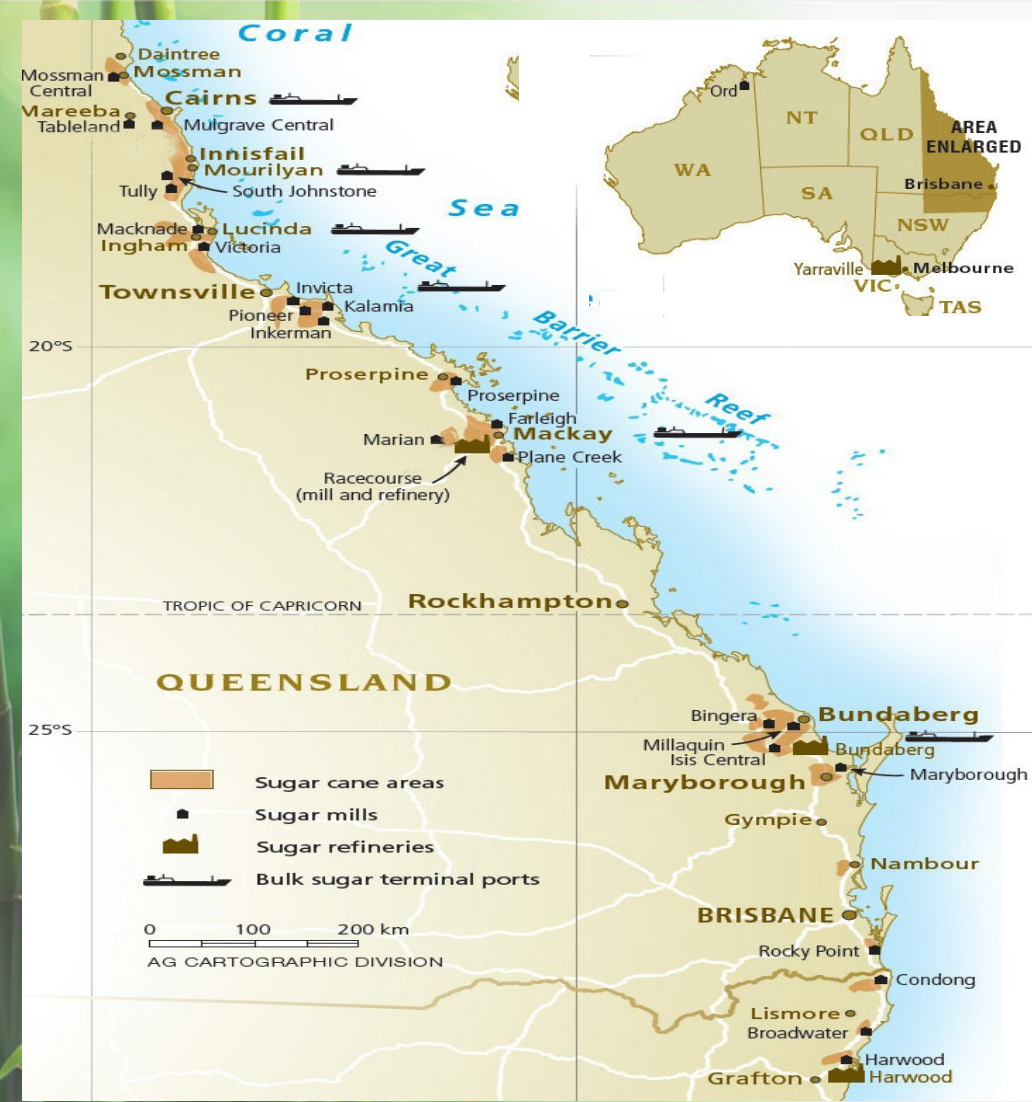 Coral
Sea
Great
Barrier
Reef
Daintree
Mossman
Central
Mossman
Cairns
Mareeba
Tableland
Mulgrave Central
Innisfail
Mourilyan
South Johnstone
Tully
Macknade
Lucinda
Ingham
Victoria
Townsville
Invicta
Pioneer
Kalamia
Inkerman
20°S
Proserpine
Proserpine
Farleigh
Marian
Mackay
Plane Creek
Racecourse
(mill and refinery)
TROPIC OF CAPRICORN
Rockhampton
QUEENSLAND
25°S
Bingera
Bundaberg
Millaquin
Isis Central
Bundaberg
Maryborough
Maryborough
Gympie
Nambour
BRISBANE
Rocky Point
Condong
Lismore
Broadwater
Harwood
Harwood
Grafton
Sugar cane areas
Sugar mills
Sugar refineries
Bulk sugar terminal ports
0 100 200 km
AG CARTOGRAPHIC DIVISION
Ord
NT
QLD
AREA
ENLARGED
WA
SA
Brisbane
NSW
Yarraville
Melbourne
VIC
TAS